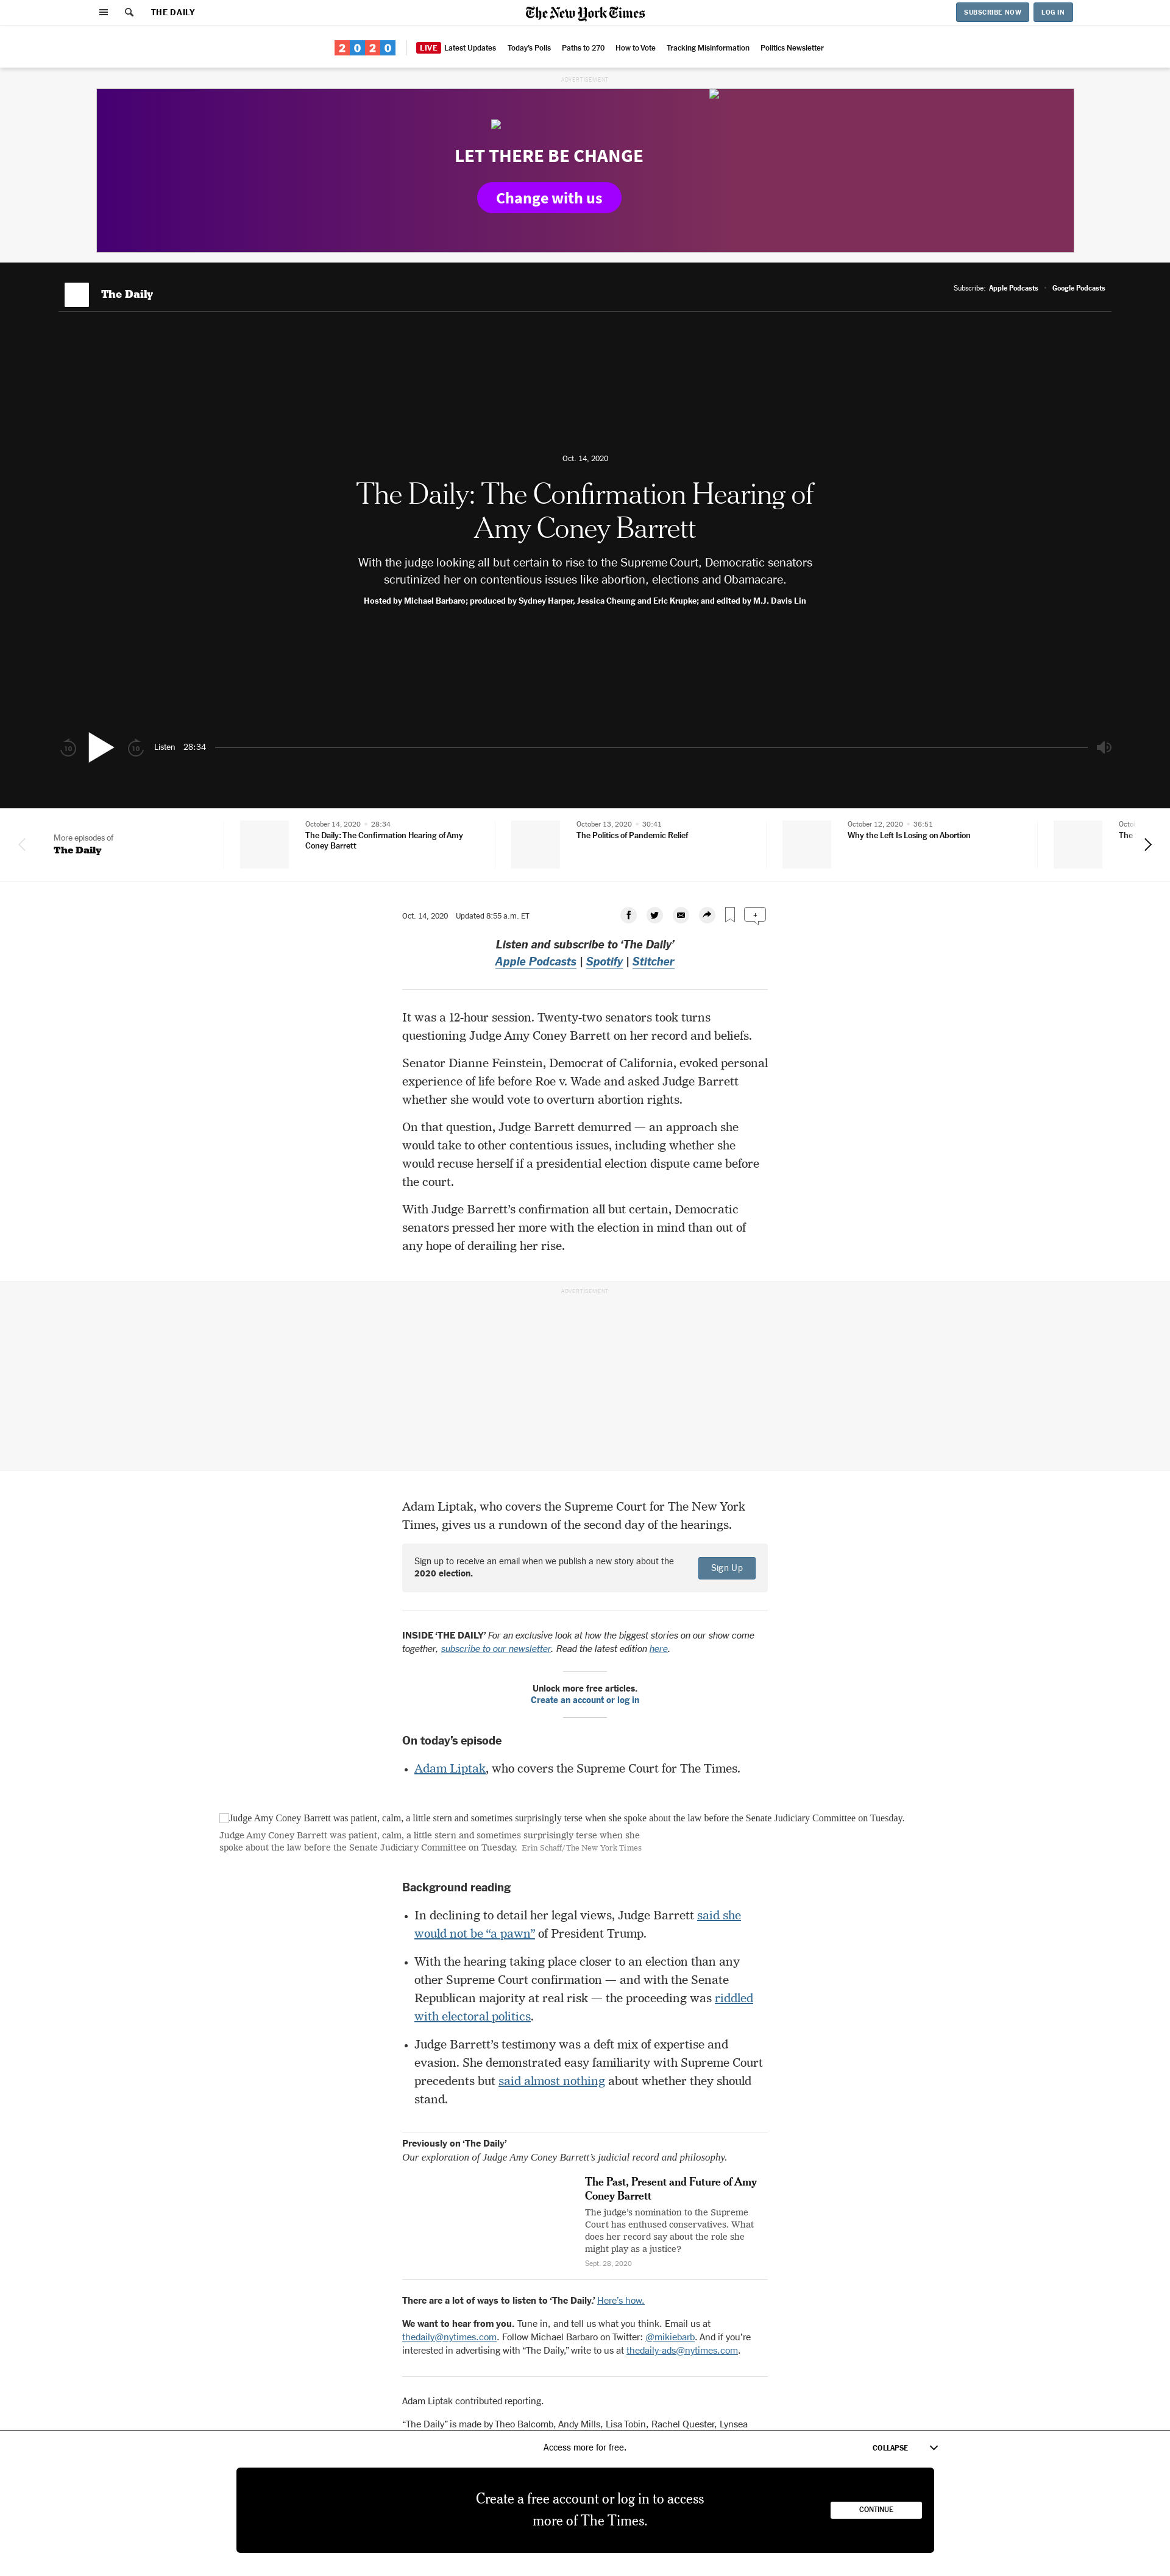 THE DAILY
The New York Times
SUBSCRIBE NOW
LOG IN
2020
LIVE Latest Updates Today's Polls Paths to 270 How to Vote Tracking Misinformation Politics Newsletter
ADVERTISEMENT
LET THERE BE CHANGE
Change with us
The Daily
Subscribe: Apple Podcasts • Google Podcasts
Oct. 14, 2020
The Daily: The Confirmation Hearing of
Amy Coney Barrett
With the judge looking all but certain to rise to the Supreme Court, Democratic senators
scrutinized her on contentious issues like abortion, elections and Obamacare.
Hosted by Michael Barbaro; produced by Sydney Harper, Jessica Cheung and Eric Krupke; and edited by M.J. Davis Lin
10
10
Listen 28:34
More episodes of
The Daily
October 14, 2020 • 28:34
The Daily: The Confirmation Hearing of Amy
Coney Barrett
October 13, 2020 • 30:41
The Politics of Pandemic Relief
October 12, 2020 • 36:51
Why the Left Is Losing on Abortion
Octo
The
Oct. 14, 2020 Updated 8:55 a.m. ET
+
Listen and subscribe to ‘The Daily’
Apple Podcasts | Spotify | Stitcher
It was a 12-hour session. Twenty-two senators took turns
questioning Judge Amy Coney Barrett on her record and beliefs.
Senator Dianne Feinstein, Democrat of California, evoked personal
experience of life before Roe v. Wade and asked Judge Barrett
whether she would vote to overturn abortion rights.
On that question, Judge Barrett demurred — an approach she
would take to other contentious issues, including whether she
would recuse herself if a presidential election dispute came before
the court.
With Judge Barrett’s confirmation all but certain, Democratic
senators pressed her more with the election in mind than out of
any hope of derailing her rise.
ADVERTISEMENT
Adam Liptak, who covers the Supreme Court for The New York
Times, gives us a rundown of the second day of the hearings.
Sign up to receive an email when we publish a new story about the
2020 election.
Sign Up
INSIDE ‘THE DAILY’ For an exclusive look at how the biggest stories on our show come
together, subscribe to our newsletter. Read the latest edition here.
Unlock more free articles.
Create an account or log in
On today’s episode
• Adam Liptak, who covers the Supreme Court for The Times.
Judge Amy Coney Barrett was patient, calm, a little stern and sometimes surprisingly terse when she spoke about the law before the Senate Judiciary Committee on Tuesday.
Judge Amy Coney Barrett was patient, calm, a little stern and sometimes surprisingly terse when she
spoke about the law before the Senate Judiciary Committee on Tuesday. Erin Schaff/The New York Times
Background reading
• In declining to detail her legal views, Judge Barrett said she
would not be “a pawn” of President Trump.
• With the hearing taking place closer to an election than any
other Supreme Court confirmation — and with the Senate
Republican majority at real risk — the proceeding was riddled
with electoral politics.
• Judge Barrett’s testimony was a deft mix of expertise and
evasion. She demonstrated easy familiarity with Supreme Court
precedents but said almost nothing about whether they should
stand.
Previously on ‘The Daily’
Our exploration of Judge Amy Coney Barrett’s judicial record and philosophy.
The Past, Present and Future of Amy
Coney Barrett
The judge’s nomination to the Supreme
Court has enthused conservatives. What
does her record say about the role she
might play as a justice?
Sept. 28, 2020
There are a lot of ways to listen to ‘The Daily.’ Here’s how.
We want to hear from you. Tune in, and tell us what you think. Email us at
thedaily@nytimes.com. Follow Michael Barbaro on Twitter: @mikiebarb. And if you’re
interested in advertising with “The Daily,” write to us at thedaily-ads@nytimes.com.
Adam Liptak contributed reporting.
“The Daily” is made by Theo Balcomb, Andy Mills, Lisa Tobin, Rachel Quester, Lynsea
Access more for free.
COLLAPSE
Create a free account or log in to access
more of The Times.
CONTINUE